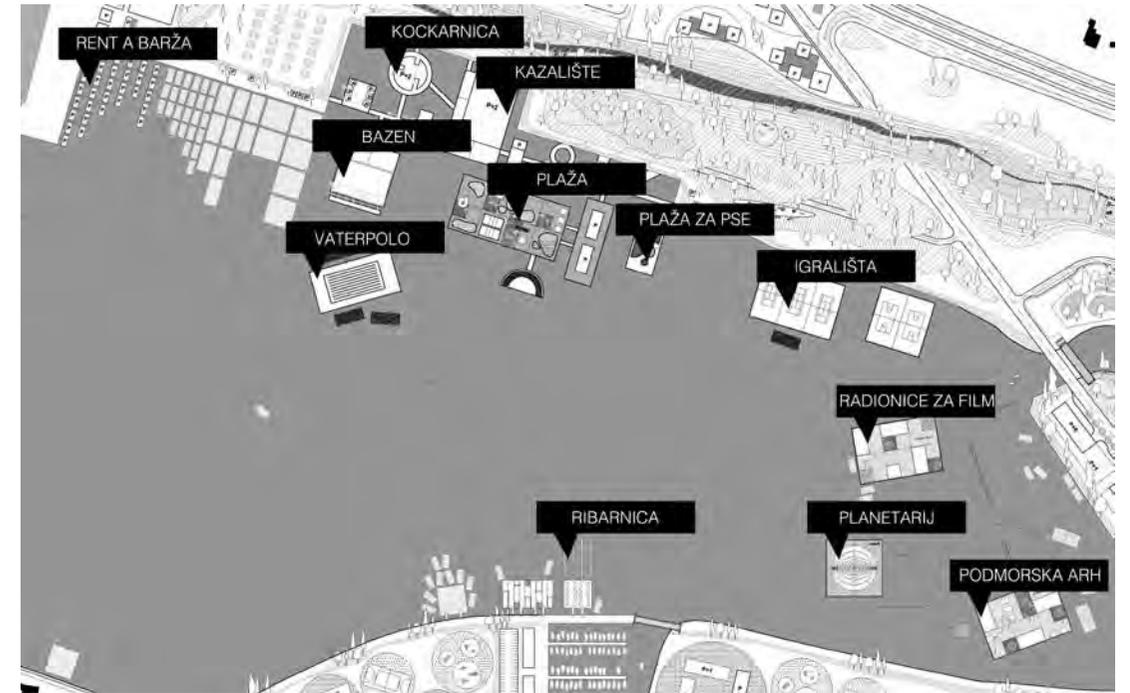 RENT A BARŽA
KOCKARNICA
KAZALIŠTE
BAZEN
PLAŽA
PLAŽA ZA PSE
VATERPOLO
IGRALIŠTA
RADIONICE ZA FILM
RIBARNICA
PLANETARIJ
PODMORSKA ARH